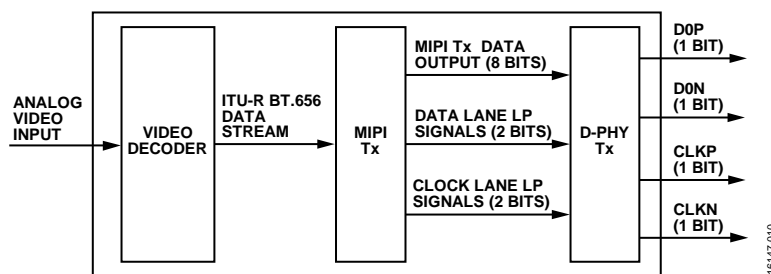 ANALOG
VIDEO
INPUT
VIDEO
DECODER
ITU-R BT.656
DATA
STREAM
MIPI
Tx
MIPI Tx DATA
OUTPUT (8 BITS)
DATA LANE LP
SIGNALS (2 BITS)
CLOCK LANE LP
SIGNALS (2 BITS)
D-PHY
Tx
D0P
(1 BIT)
D0N
(1 BIT)
CLKP
(1 BIT)
CLKN
(1 BIT)
16147-010